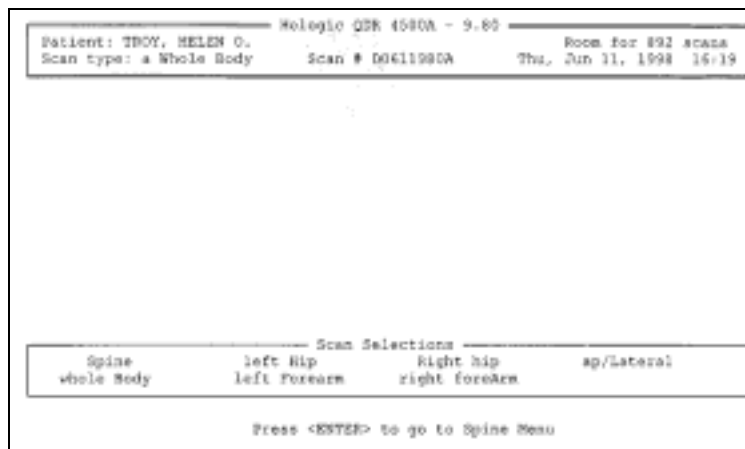 Hologic QDR 4500A - 9.80
Patient: TROY, HELEN O. Room for 892 scans
Scan type: a Whole Body Scan # D0611980A Thu, Jun 11, 1998 16:19
Scan Selections
Spine left Hip Right hip ap/Lateral
whole Body left Forearm right foreArm
Press <ENTER> to go to Spine Menu